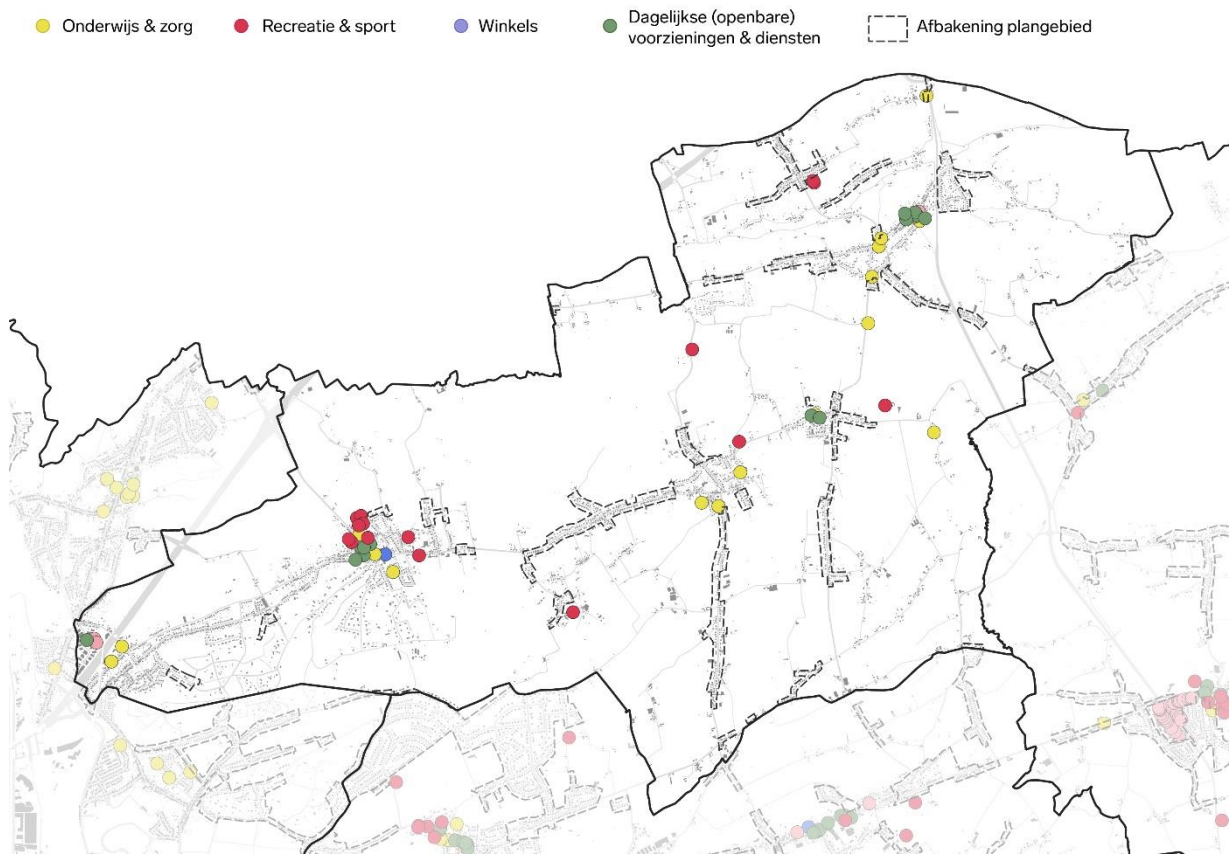 Onderwijs & zorg
Recreatie & sport
Winkels
Dagelijkse (openbare)
voorzieningen & diensten
Afbakening plangebied